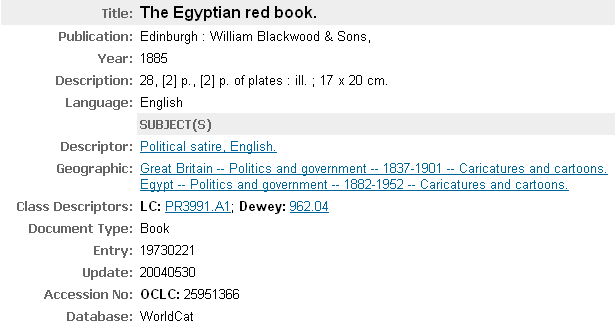 Title: The Egyptian red book.
Publication: Edinburgh : William Blackwood & Sons,
Year: 1885
Description: 28, [2] p., [2] p. of plates : ill. ; 17 x 20 cm.
Language: English
SUBJECT(S)
Descriptor: Political satire, English.
Geographic: Great Britain -- Politics and government -- 1837-1901 -- Caricatures and cartoons.
Egypt -- Politics and government -- 1882-1952 -- Caricatures and cartoons.
Class Descriptors: LC: PR3991.A1; Dewey: 962.04
Document Type: Book
Entry: 19730221
Update: 20040530
Accession No: OCLC: 25951366
Database: WorldCat